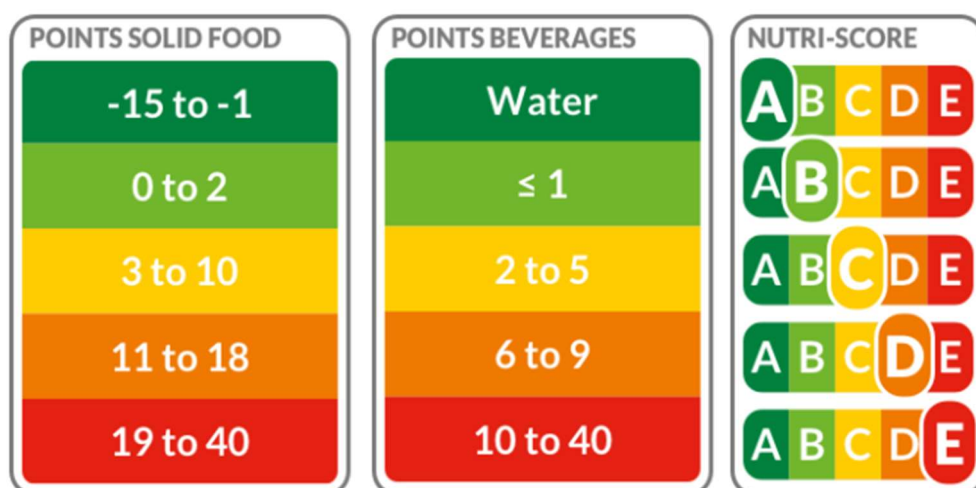 POINTS SOLID FOOD
-15 to -1
0 to 2
3 to 10
11 to 18
19 to 40
POINTS BEVERAGES
Water
≤ 1
2 to 5
6 to 9
10 to 40
NUTRI-SCORE
A B C D E
A B C D E
A B C D E
A B C D E
A B C D E